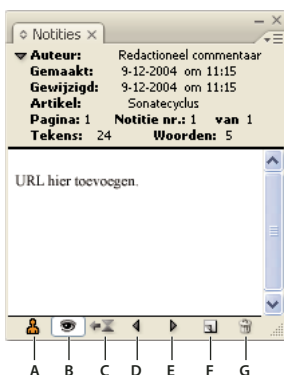 Notities
Auteur: Redactioneel commentaar
Gemaakt: 9-12-2004 om 11:15
Gewijzigd: 9-12-2004 om 11:15
Artikel: Sonatecyclus
Pagina: 1 Notitie nr.: 1 van 1
Tekens: 24 Woorden: 5
URL hier toevoegen.
A B C D E F G